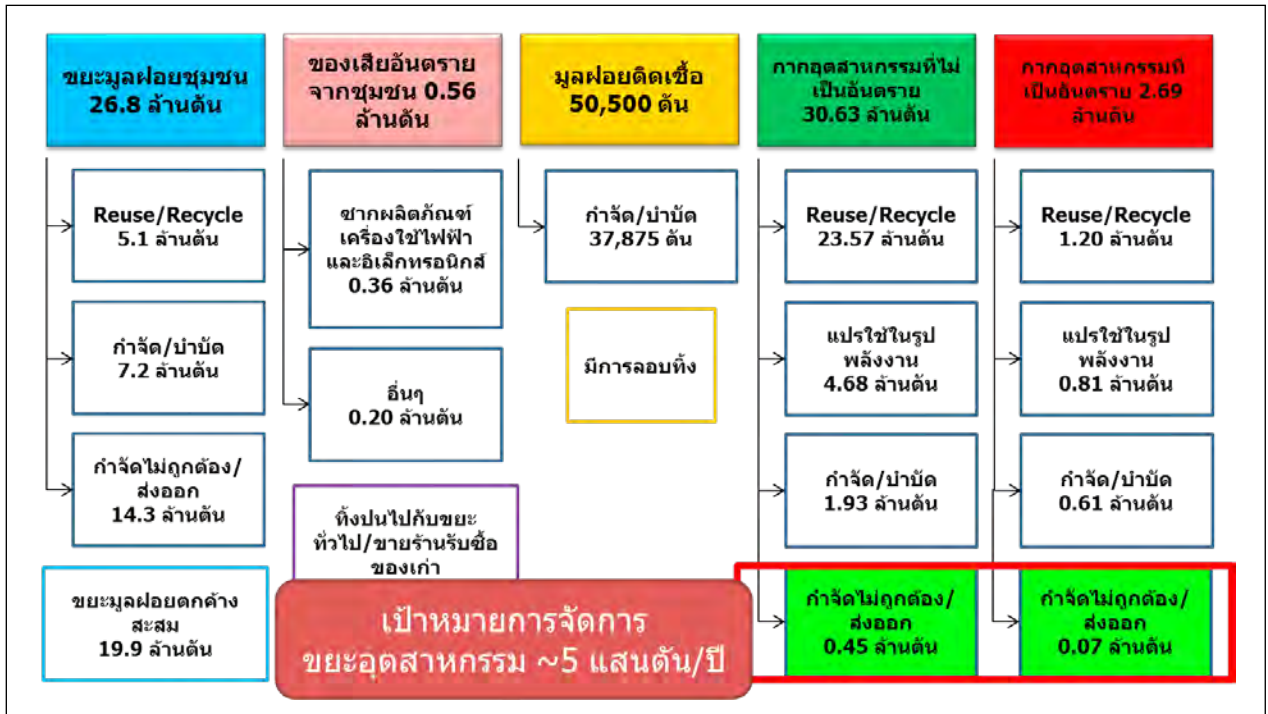 ขยะมูลฝอยชุมชน
26.8 ล้านตัน
Reuse/Recycle
5.1 ล้านตัน
กำจัด/บำบัด
7.2 ล้านตัน
กำจัดไม่ถูกต้อง/
ส่งออก
14.3 ล้านตัน
ขยะมูลฝอยตกค้าง
สะสม
19.9 ล้านตัน
ของเสียอันตราย
จากชุมชน 0.56
ล้านตัน
ซากผลิตภัณฑ์
เครื่องใช้ไฟฟ้า
และอิเล็กทรอนิกส์
0.36 ล้านตัน
อื่นๆ
0.20 ล้านตัน
ทิ้งปนไปกับขยะ
ทั่วไป/ขายร้านรับซื้อ
ของเก่า
มูลฝอยติดเชื้อ
50,500 ตัน
กำจัด/บำบัด
37,875 ตัน
มีการลอบทิ้ง
กากอุตสาหกรรมที่ไม่
เป็นอันตราย
30.63 ล้านตัน
Reuse/Recycle
23.57 ล้านตัน
แปรใช้ในรูป
พลังงาน
4.68 ล้านตัน
กำจัด/บำบัด
1.93 ล้านตัน
กำจัดไม่ถูกต้อง/
ส่งออก
0.45 ล้านตัน
กากอุตสาหกรรมที่
เป็นอันตราย 2.69
ล้านตัน
Reuse/Recycle
1.20 ล้านตัน
แปรใช้ในรูป
พลังงาน
0.81 ล้านตัน
กำจัด/บำบัด
0.61 ล้านตัน
กำจัดไม่ถูกต้อง/
ส่งออก
0.07 ล้านตัน
เป้าหมายการจัดการ
ขยะอุตสาหกรรม ~5 แสนตัน/ปี